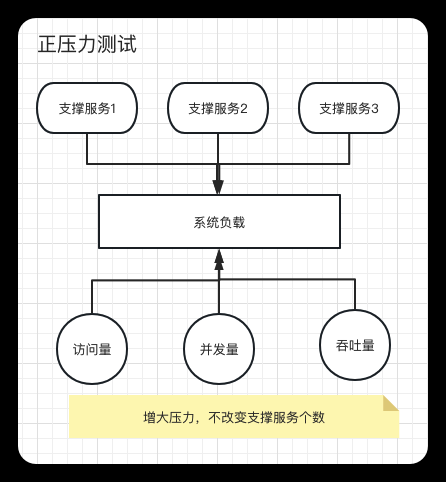 正压力测试
支撑服务1
支撑服务2
支撑服务3
系统负载
访问量
并发量
吞吐量
增大压力，不改变支撑服务个数